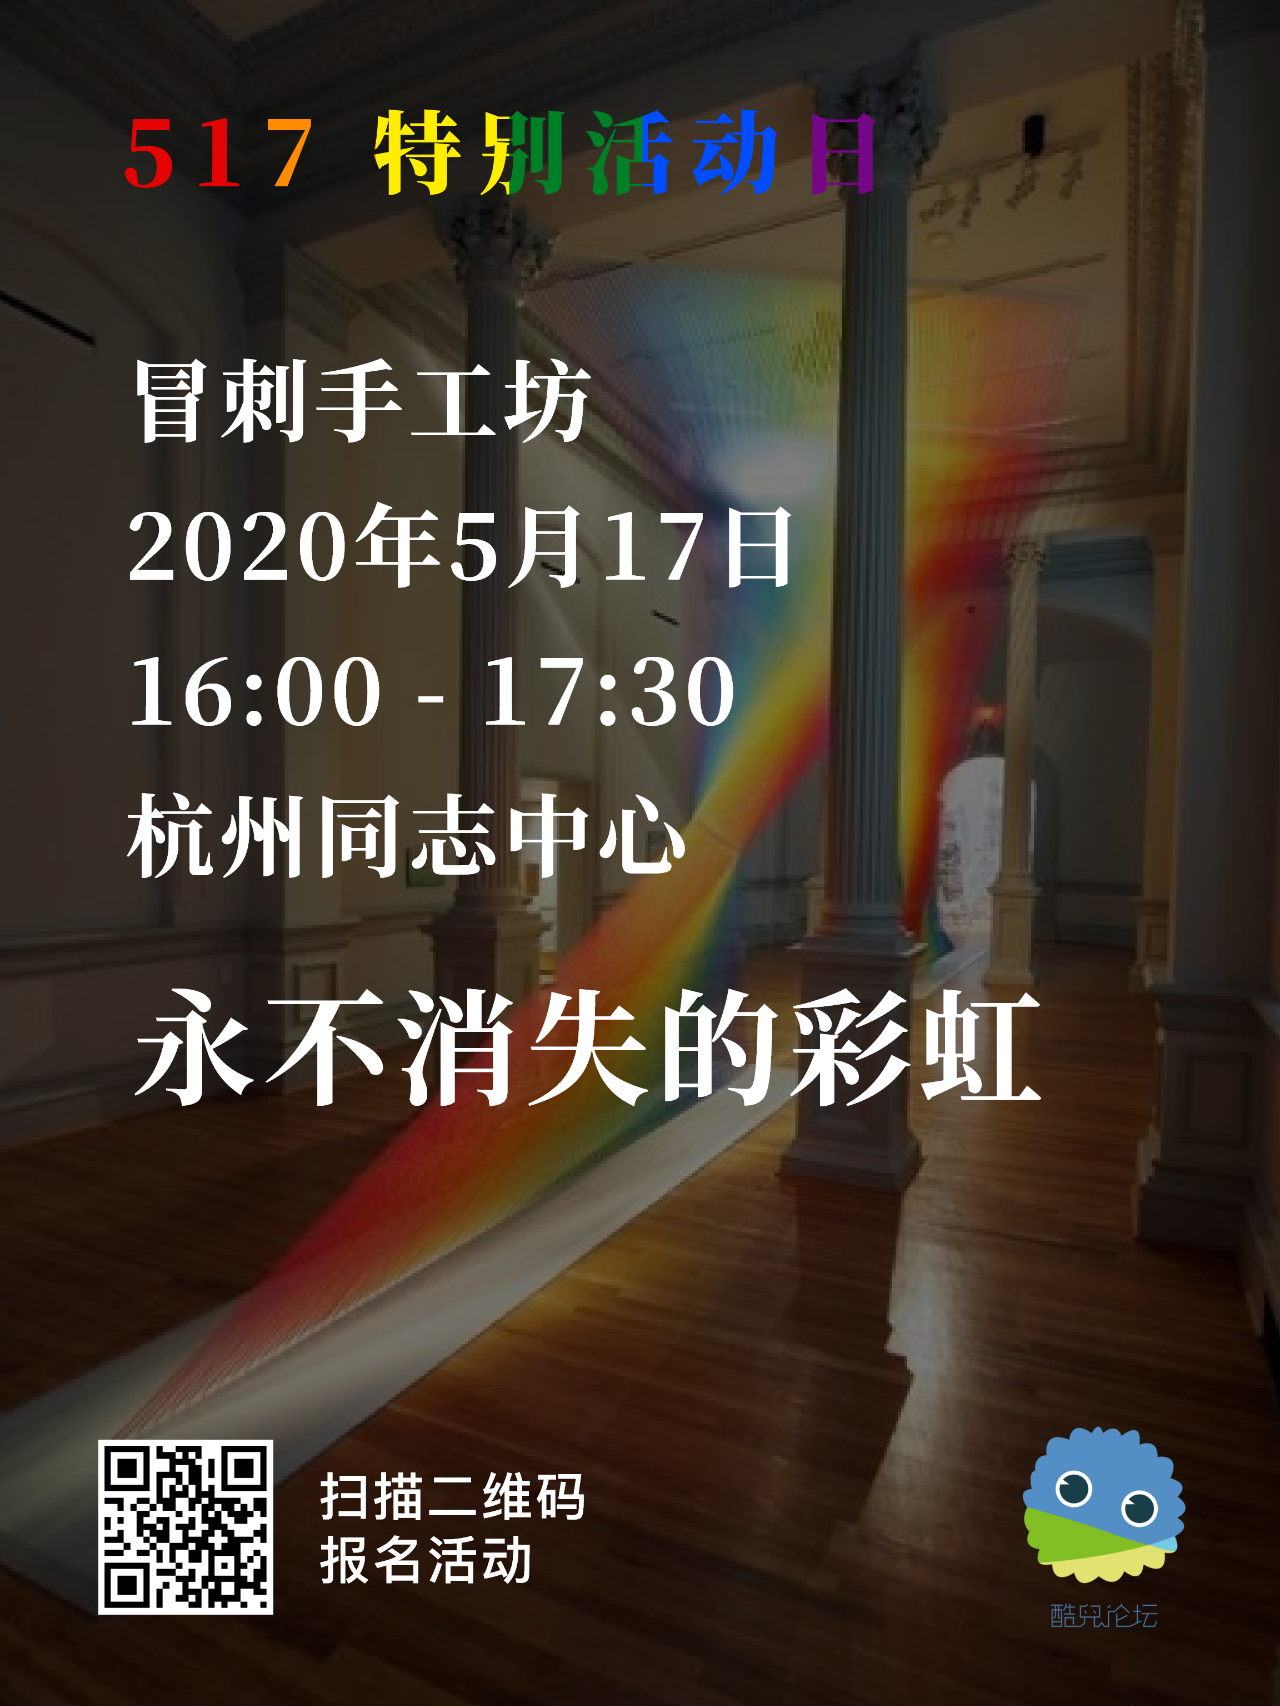 517 特别活动日
冒刺手工坊
2020年5月17日
16:00 - 17:30
杭州同志中心
永不消失的彩虹
扫描二维码
报名活动
酷兒论坛